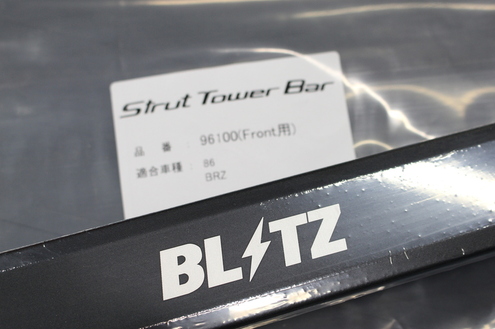 Strut Tower Bar
品　番　：　96100(Front用)
適合車種　：　86
BRZ
BLITZ